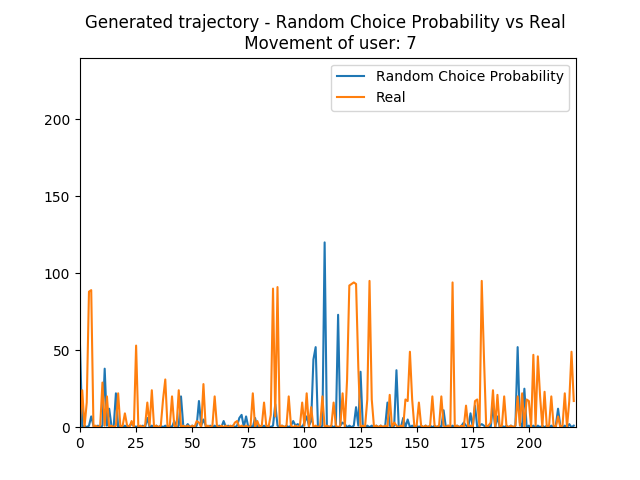 Generated trajectory - Random Choice Probability vs Real
Movement of user: 7
Random Choice Probability
Real
200
150
100
50
0
0 25 50 75 100 125 150 175 200